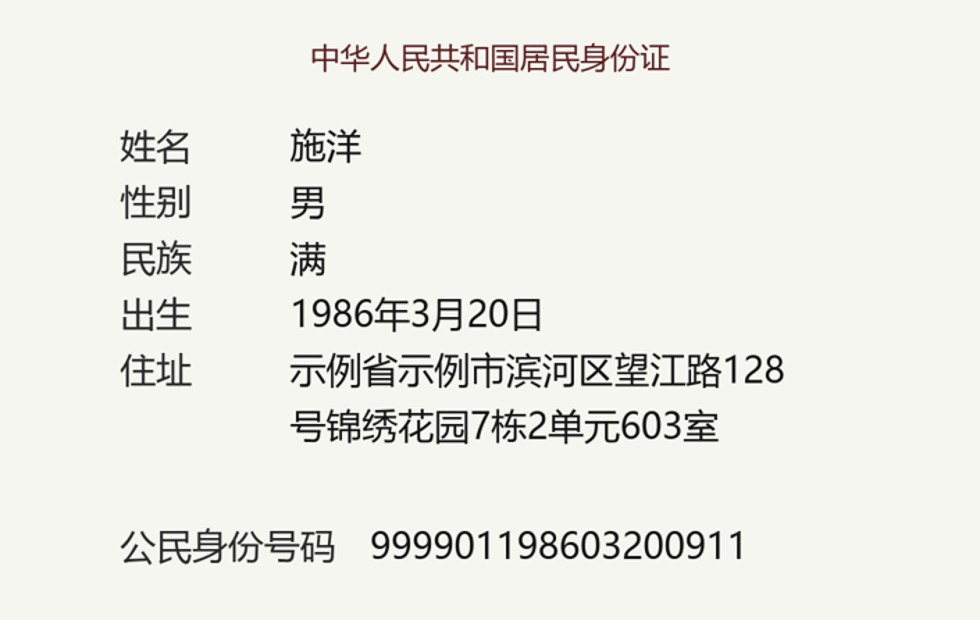 中华人民共和国居民身份证
姓名 施洋
性别 男
民族 满
出生 1986年3月20日
住址 示例省示例市滨河区望江路128
号锦绣花园7栋2单元603室
公民身份号码 999901198603200911